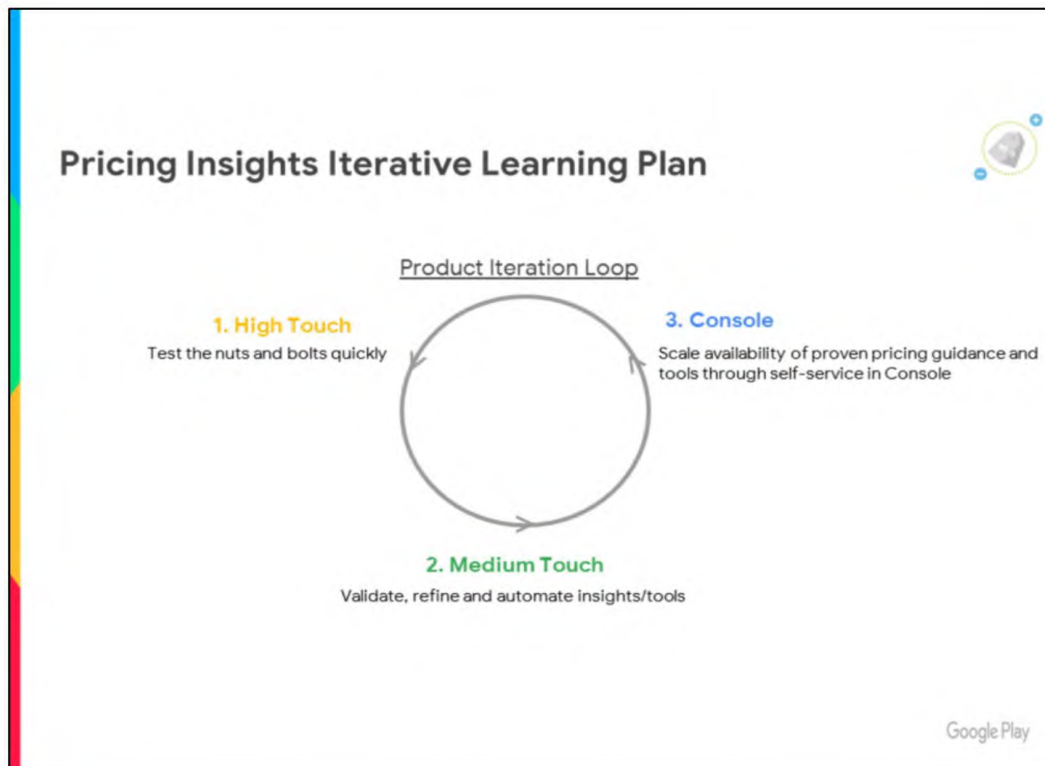 Pricing Insights Iterative Learning Plan
Product Iteration Loop
1. High Touch
Test the nuts and bolts quickly
3. Console
Scale availability of proven pricing guidance and
tools through self-service in Console
2. Medium Touch
Validate, refine and automate insights/tools
Google Play